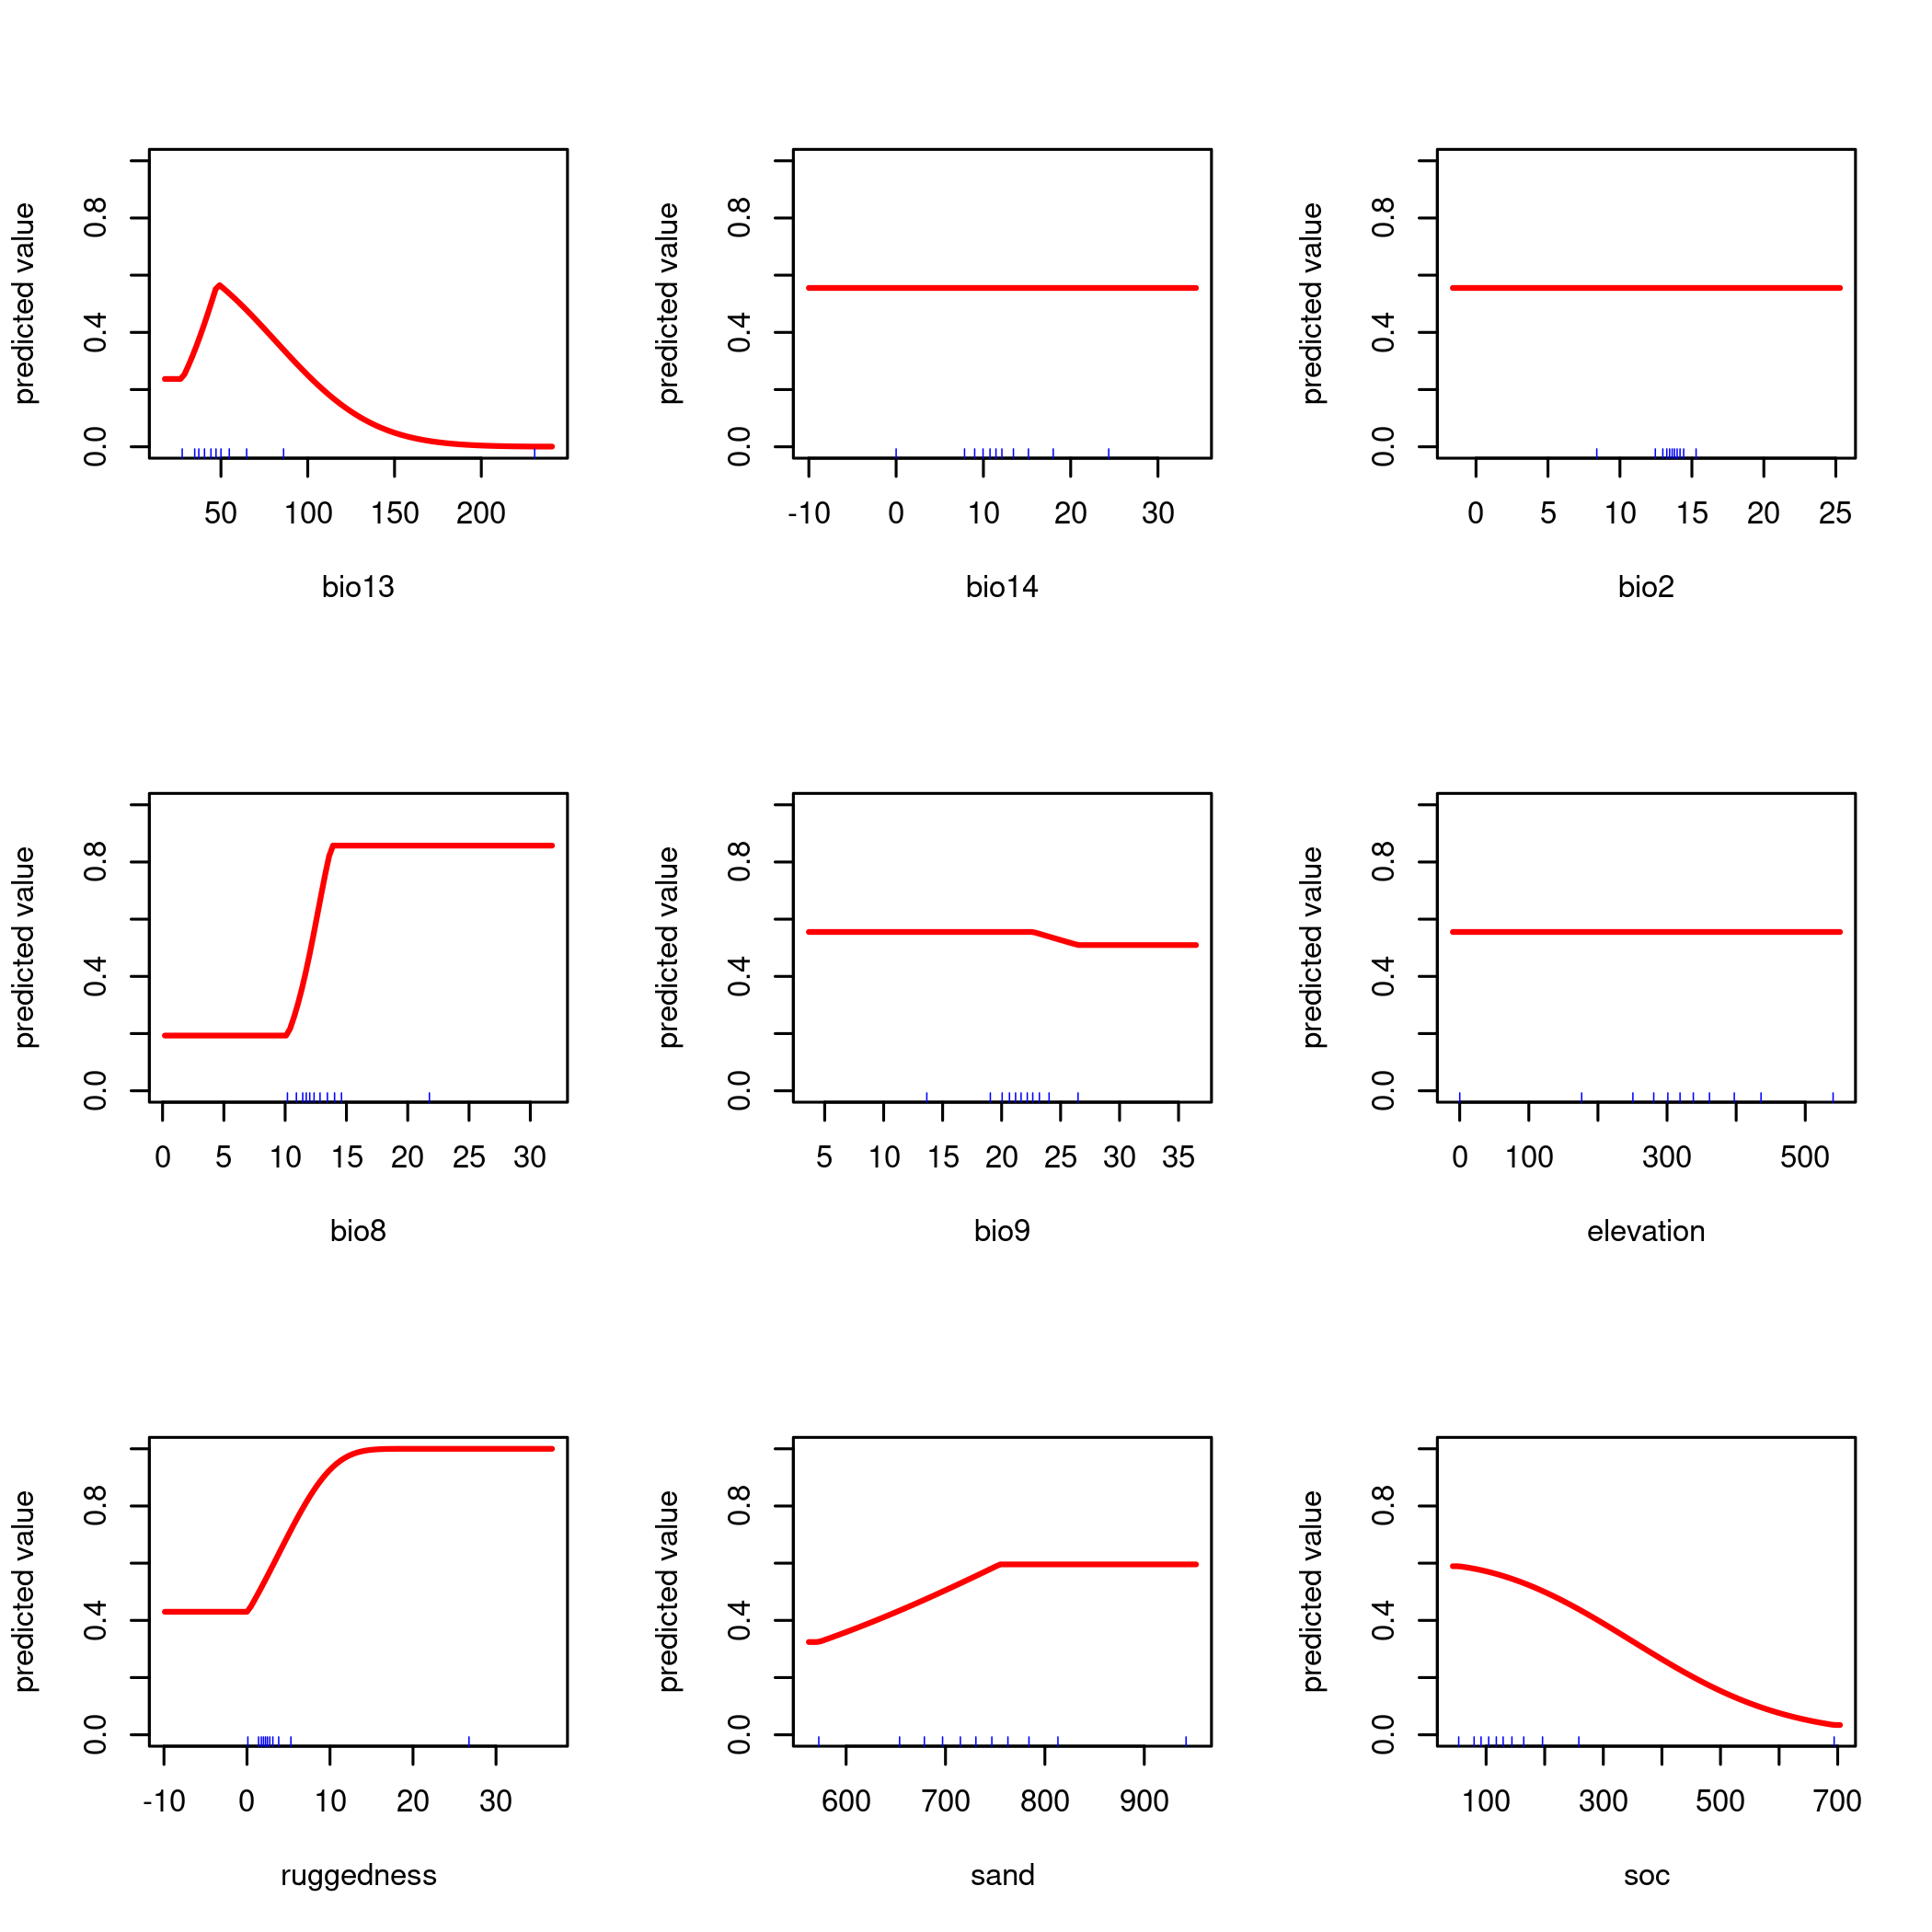 predicted value
0.0 0.4 0.8
50 100 150 200
bio13
predicted value
0.0 0.4 0.8
-10 0 10 20 30
bio14
predicted value
0.0 0.4 0.8
0 5 10 15 20 25
bio2
predicted value
0.0 0.4 0.8
0 5 10 15 20 25 30
bio8
predicted value
0.0 0.4 0.8
5 10 15 20 25 30 35
bio9
predicted value
0.0 0.4 0.8
0 100 300 500
elevation
predicted value
0.0 0.4 0.8
-10 0 10 20 30
ruggedness
predicted value
0.0 0.4 0.8
600 700 800 900
sand
predicted value
0.0 0.4 0.8
100 300 500 700
soc